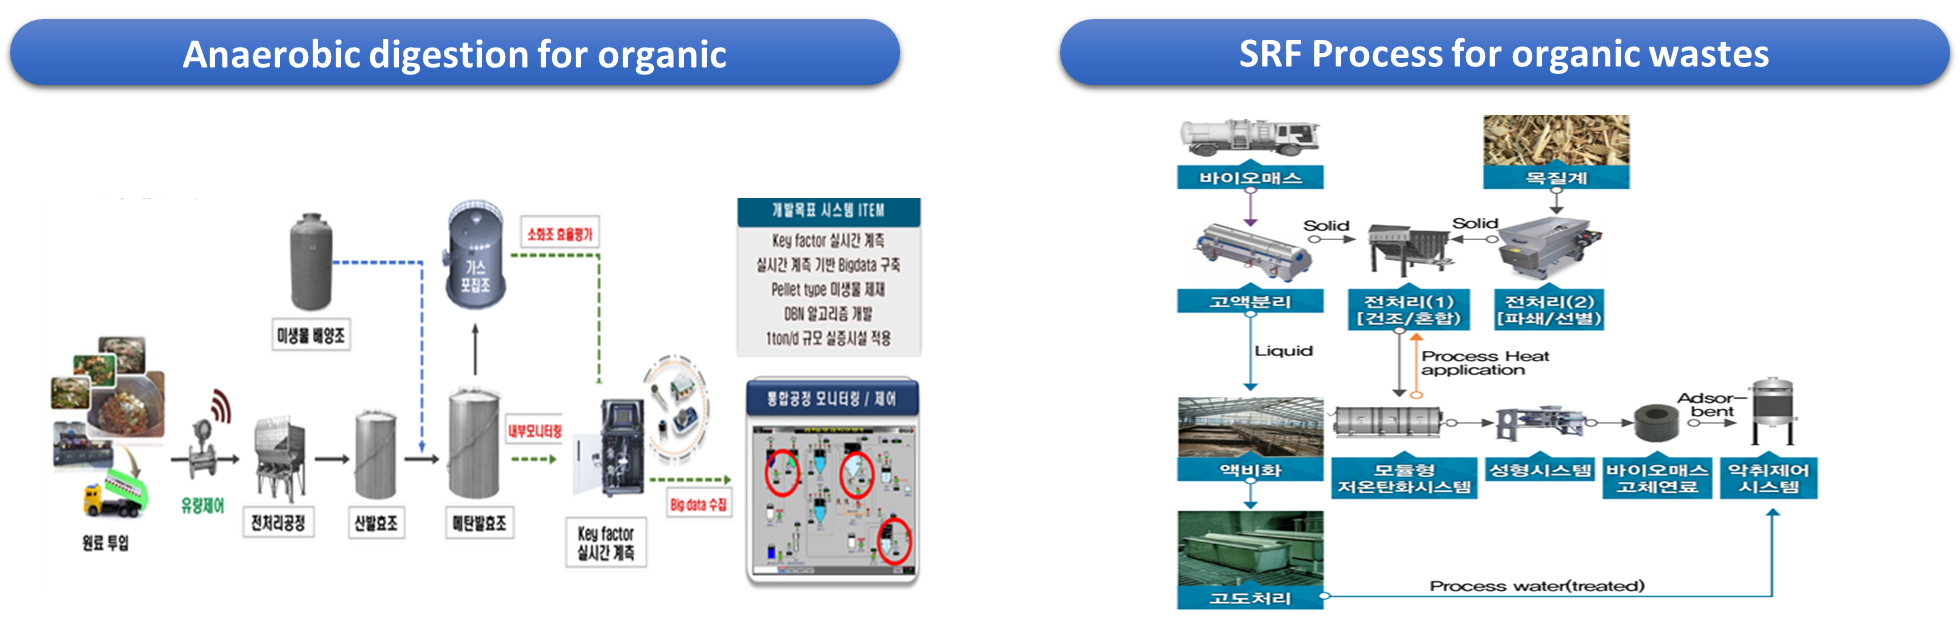 Anaerobic digestion for organic
SRF Process for organic wastes
개발목표 시스템 ITEM
Key factor 실시간 계측
실시간 계측 기반 Bigdata 구축
Pellet type 미생물 제재
DBN 알고리즘 개발
1ton/d 규모 실증시설 적용
소화조 효율평가
가스
포집조
미생물 배양조
통합공정 모니터링 / 제어
내부모니터링
Big data 수집
유량제어
전처리공정
산발효조
메탄발효조
Key factor
실시간 계측
원료 투입
바이오매스
목질계
Solid
Solid
고액분리
전처리(1)
[건조/혼합]
전처리(2)
[파쇄/선별]
Liquid
Process Heat
application
Adsor-
bent
액비화
모듈형
저온탄화시스템
성형시스템
바이오매스
고체연료
악취제어
시스템
Process water(treated)
고도처리